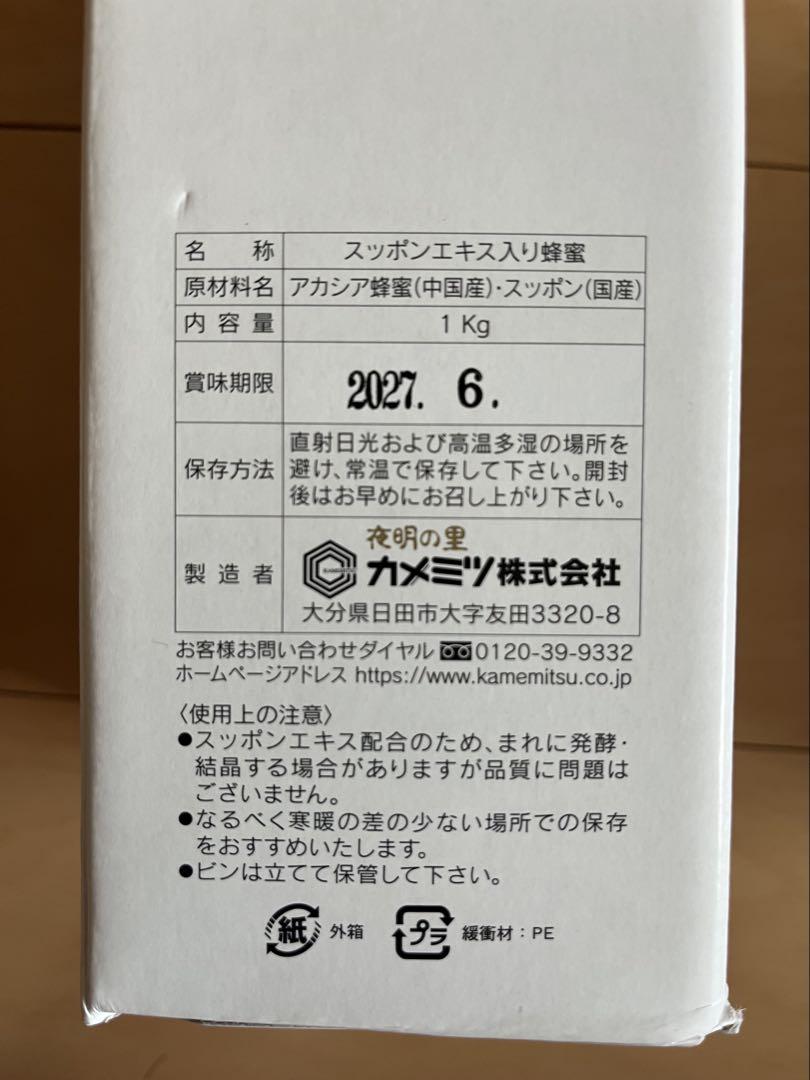 名称 スッポンエキス入り蜂蜜
原材料名 アカシア蜂蜜(中国産)・スッポン(国産)
内容量 1 Kg
賞味期限 2027. 6.
保存方法 直射日光および高温多湿の場所を
避け、常温で保存して下さい。開封
後はお早めにお召し上がり下さい。
製造者 夜明の里
KAMEMITSU カメミツ株式会社
大分県日田市大字友田3320-8
お客様お問い合わせダイヤル 0120-39-9332
ホームページアドレス https://www.kamemitsu.co.jp
〈使用上の注意〉
●スッポンエキス配合のため、まれに発酵・
結晶する場合がありますが品質に問題は
ございません。
●なるべく寒暖の差の少ない場所での保存
をおすすめいたします。
●ビンは立てて保管して下さい。
紙 外箱 プラ 緩衝材:PE